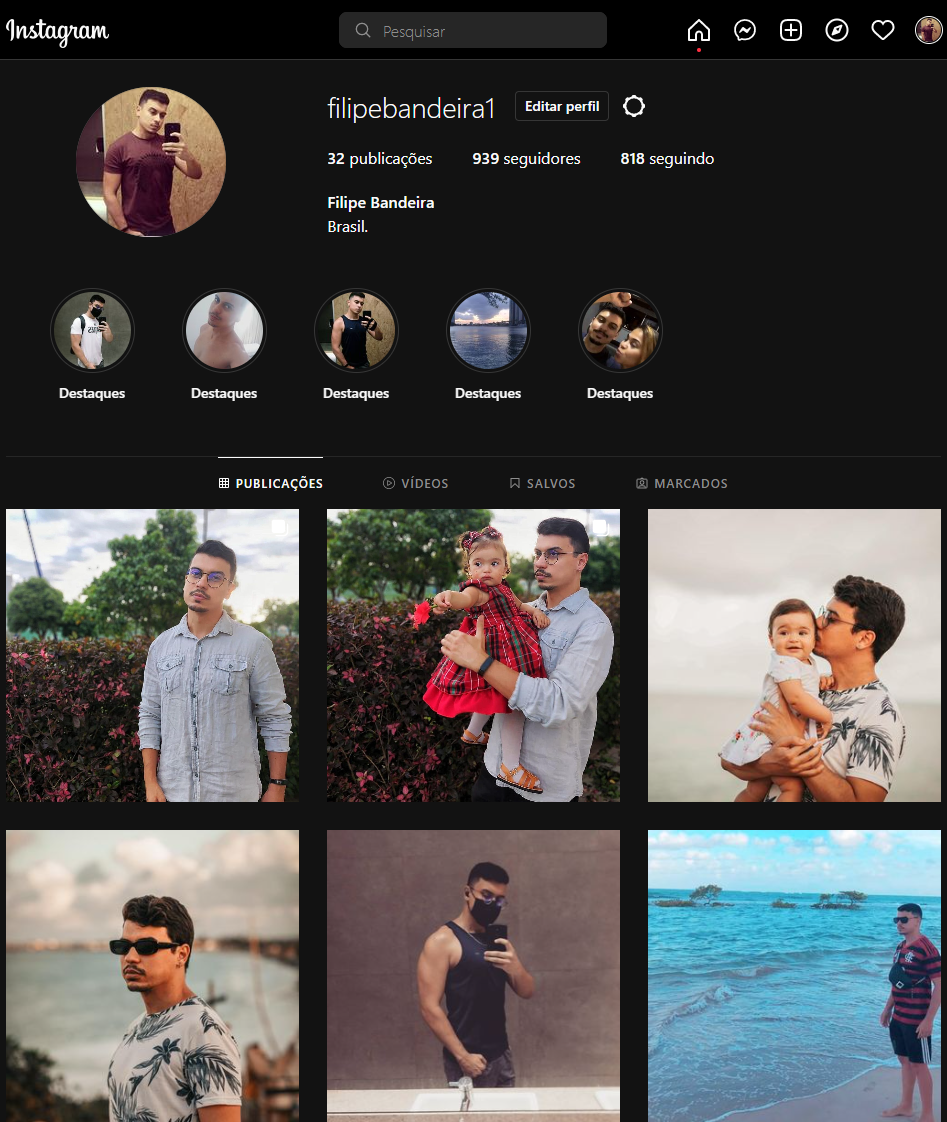 Instagram
Pesquisar
filipebandeira1 Editar perfil
32 publicações 939 seguidores 818 seguindo
Filipe Bandeira
Brasil.
Destaques Destaques Destaques Destaques Destaques
PUBLICAÇÕES VÍDEOS SALVOS MARCADOS